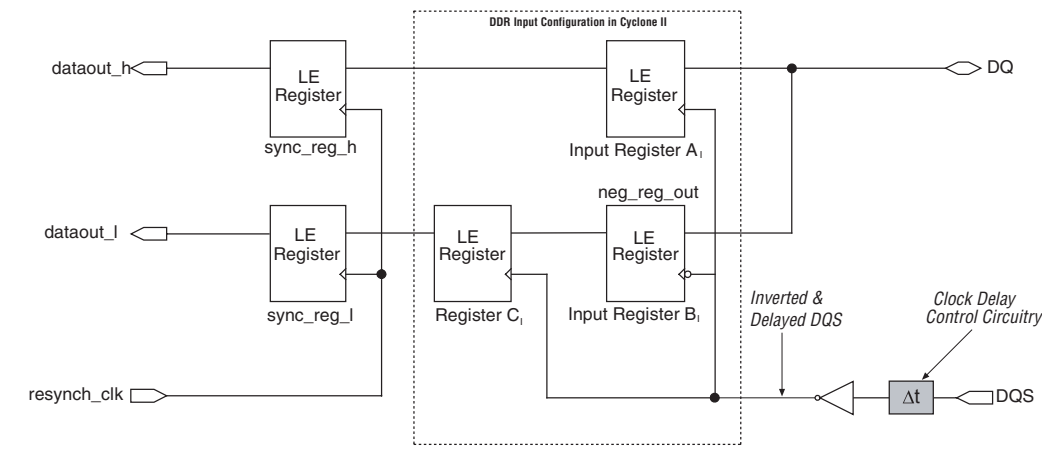 DDR Input Configuration in Cyclone II
dataout_h
LE
Register
sync_reg_h
LE
Register
Input Register A I
DQ
neg_reg_out
dataout_l
LE
Register
sync_reg_l
LE
Register
Register C I
LE
Register
Input Register B I
Inverted &
Delayed DQS
Clock Delay
Control Circuitry
resynch_clk
Δt
DQS